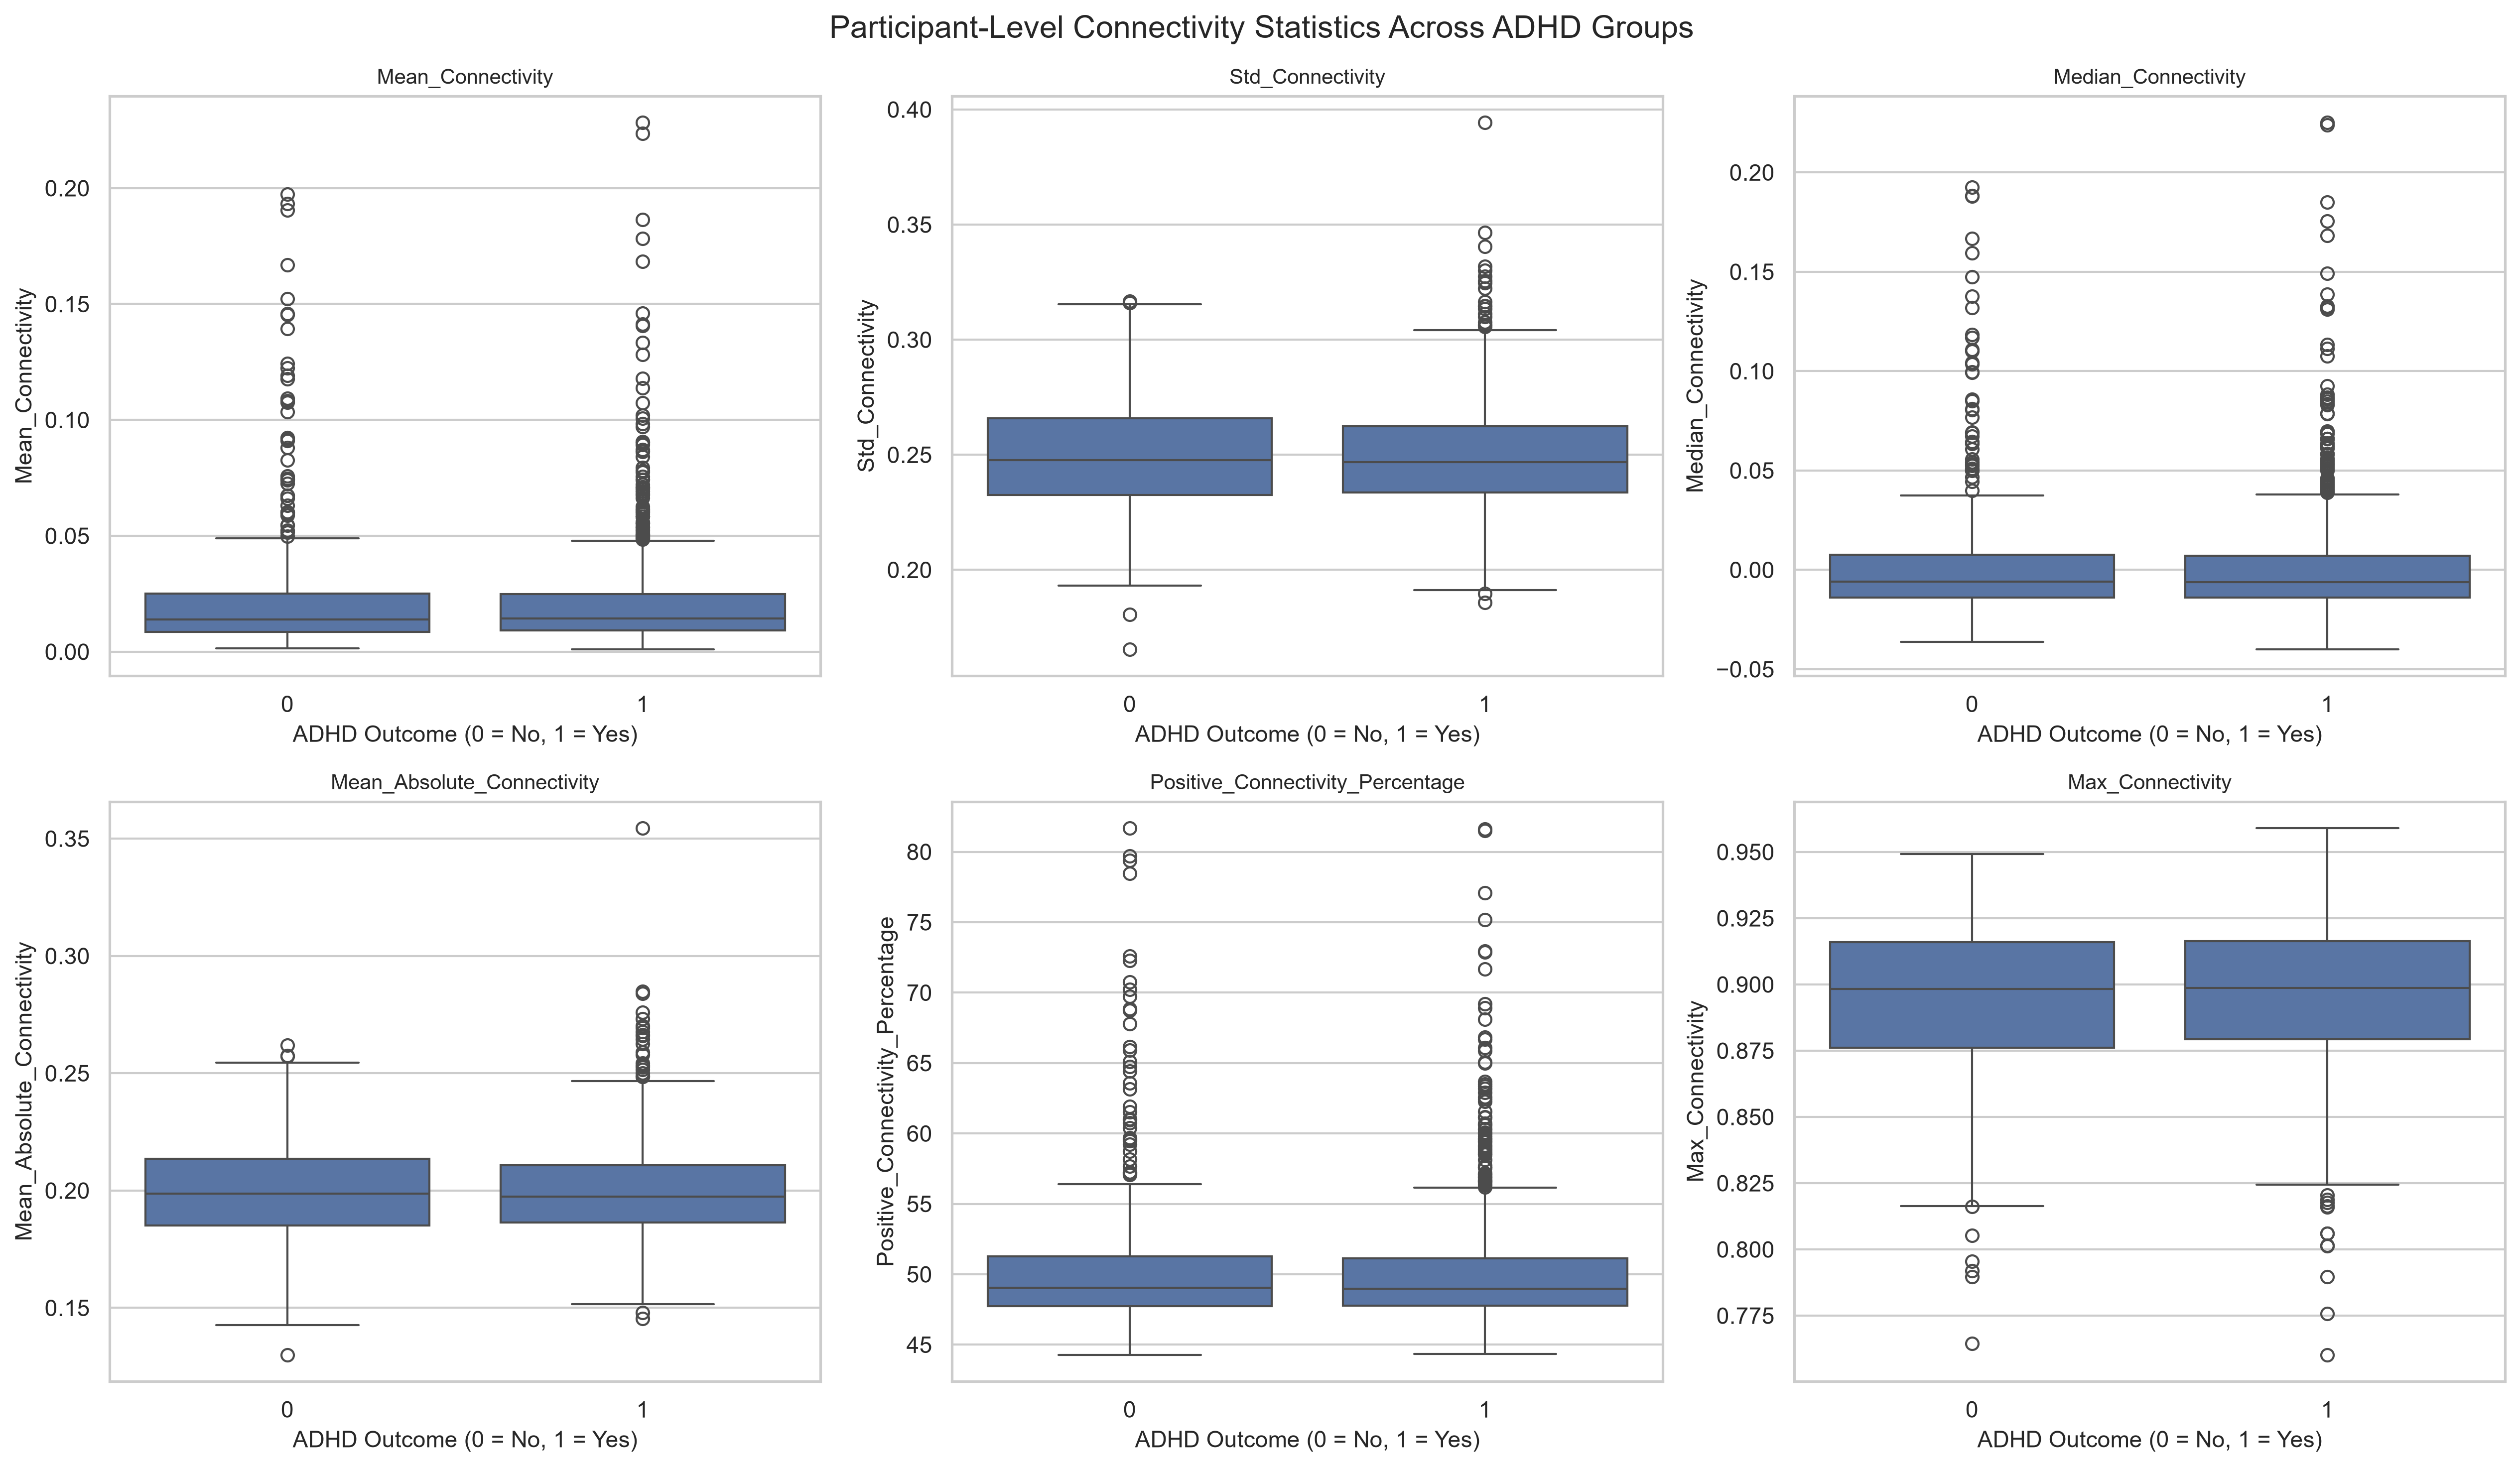 Participant-Level Connectivity Statistics Across ADHD Groups
Mean_Connectivity
Mean_Connectivity
0.20
0.15
0.10
0.05
0.00
0 1
ADHD Outcome (0 = No, 1 = Yes)
Std_Connectivity
Std_Connectivity
0.40
0.35
0.30
0.25
0.20
0 1
ADHD Outcome (0 = No, 1 = Yes)
Median_Connectivity
Median_Connectivity
0.20
0.15
0.10
0.05
0.00
−0.05
0 1
ADHD Outcome (0 = No, 1 = Yes)
Mean_Absolute_Connectivity
Mean_Absolute_Connectivity
0.35
0.30
0.25
0.20
0.15
0 1
ADHD Outcome (0 = No, 1 = Yes)
Positive_Connectivity_Percentage
Positive_Connectivity_Percentage
80
75
70
65
60
55
50
45
0 1
ADHD Outcome (0 = No, 1 = Yes)
Max_Connectivity
Max_Connectivity
0.950
0.925
0.900
0.875
0.850
0.825
0.800
0.775
0 1
ADHD Outcome (0 = No, 1 = Yes)